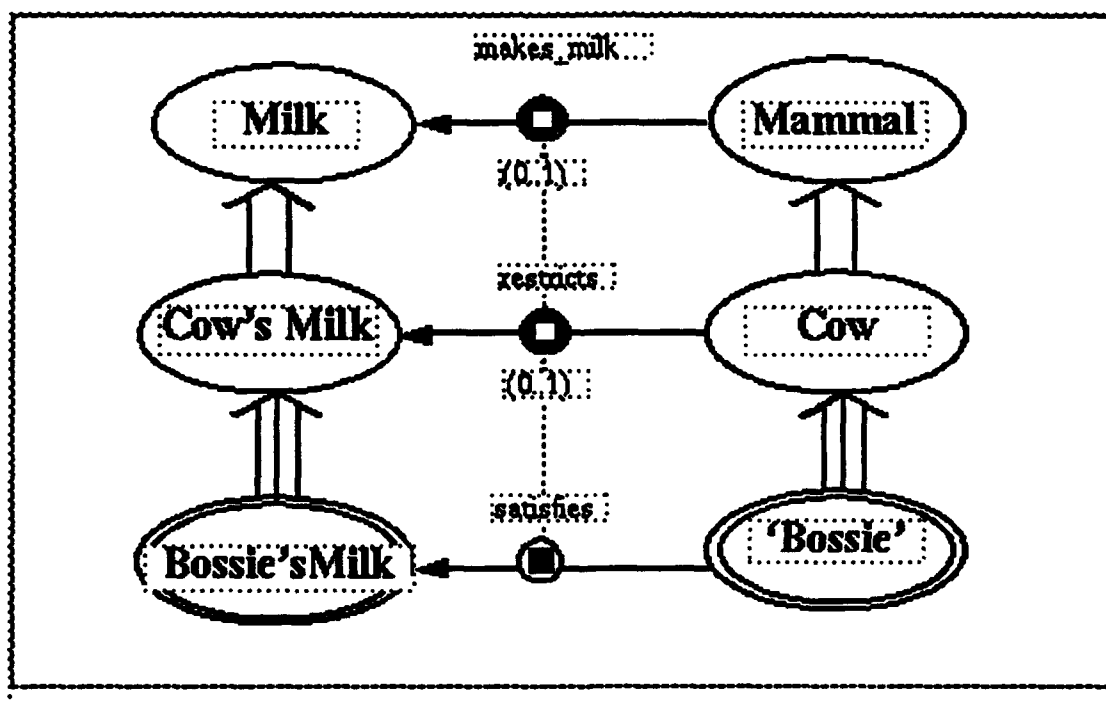 makes_milk
Milk
Mammal
(0,1)
restricts
Cow's Milk
Cow
(0,1)
satisfies
Bossie'sMilk
'Bossie'